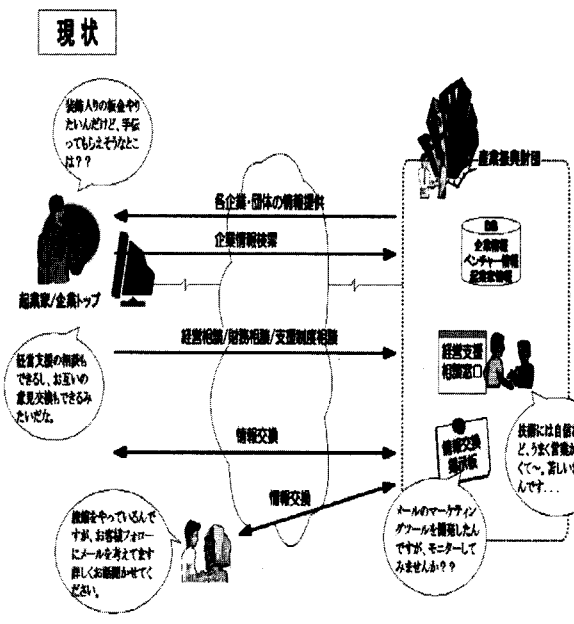 現状
装飾入りの板金やり
たいんだけど、手伝
ってもらえそうなとこ
は？？
産業振興財団
各企業・団体の情報提供
企業情報検索
DB
企業情報
ベンチャー情報
起業家情報
起業家/企業トップ
経営相談/財務相談/支援制度相談
経営支援
相談窓口
経営支援の相談も
できるし、お互いの
意見交換もできるみ
たいだな。
技術には自信
ど、うまく営業が
くて～。苦しい
んです...
情報交換
情報交換
掲示板
情報交換
をやっているんで
すが、お客様フォロー
にメールを考えてます
詳しくお話聞かせてく
ださい。
メールのマーケティン
グツールを開発したん
ですが、モニターして
みませんか？？